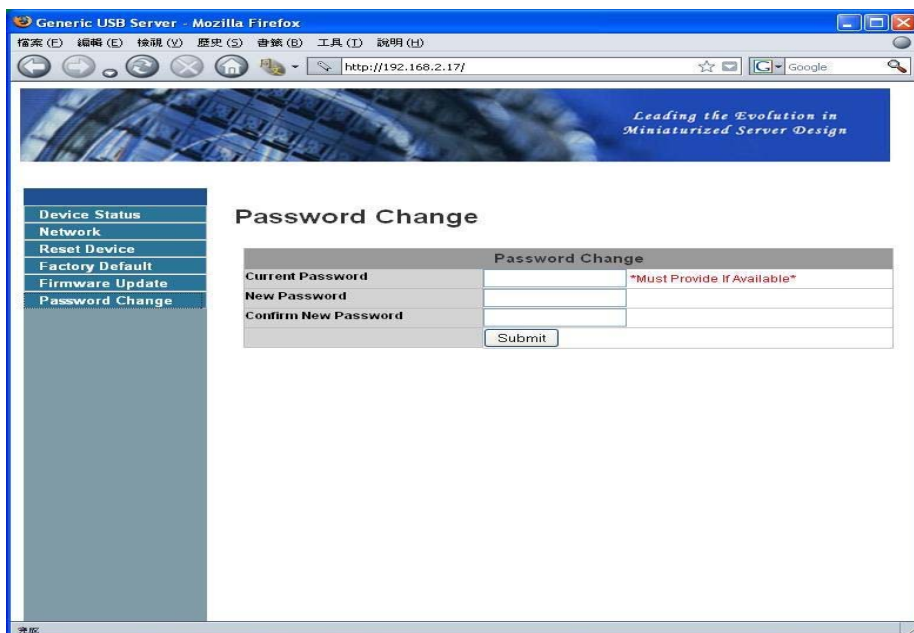 Generic USB Server - Mozilla Firefox
檔案(F) 編輯(E) 檢視(V) 歷史(S) 書籤(B) 工具(T) 說明(H)
http://192.168.2.17/ G Google
Leading the Evolution in
Miniaturized Server Design
Device Status
Network
Reset Device
Factory Default
Firmware Update
Password Change
Password Change
Password Change
Current Password *Must Provide If Available*
New Password
Confirm New Password
Submit